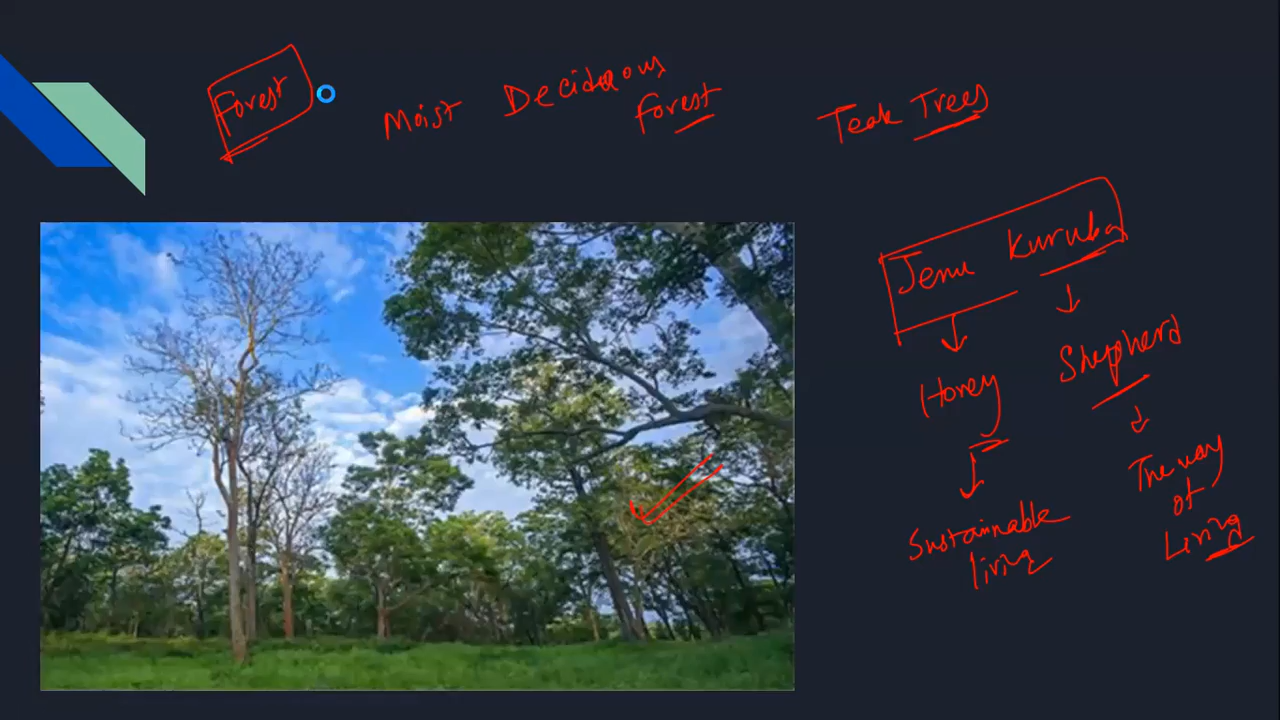 Forest
Moist Deciduous
forest
Teak Trees
Jenu Kuruba
Honey
Shepherd
Sustainable
living
The way
of
Living